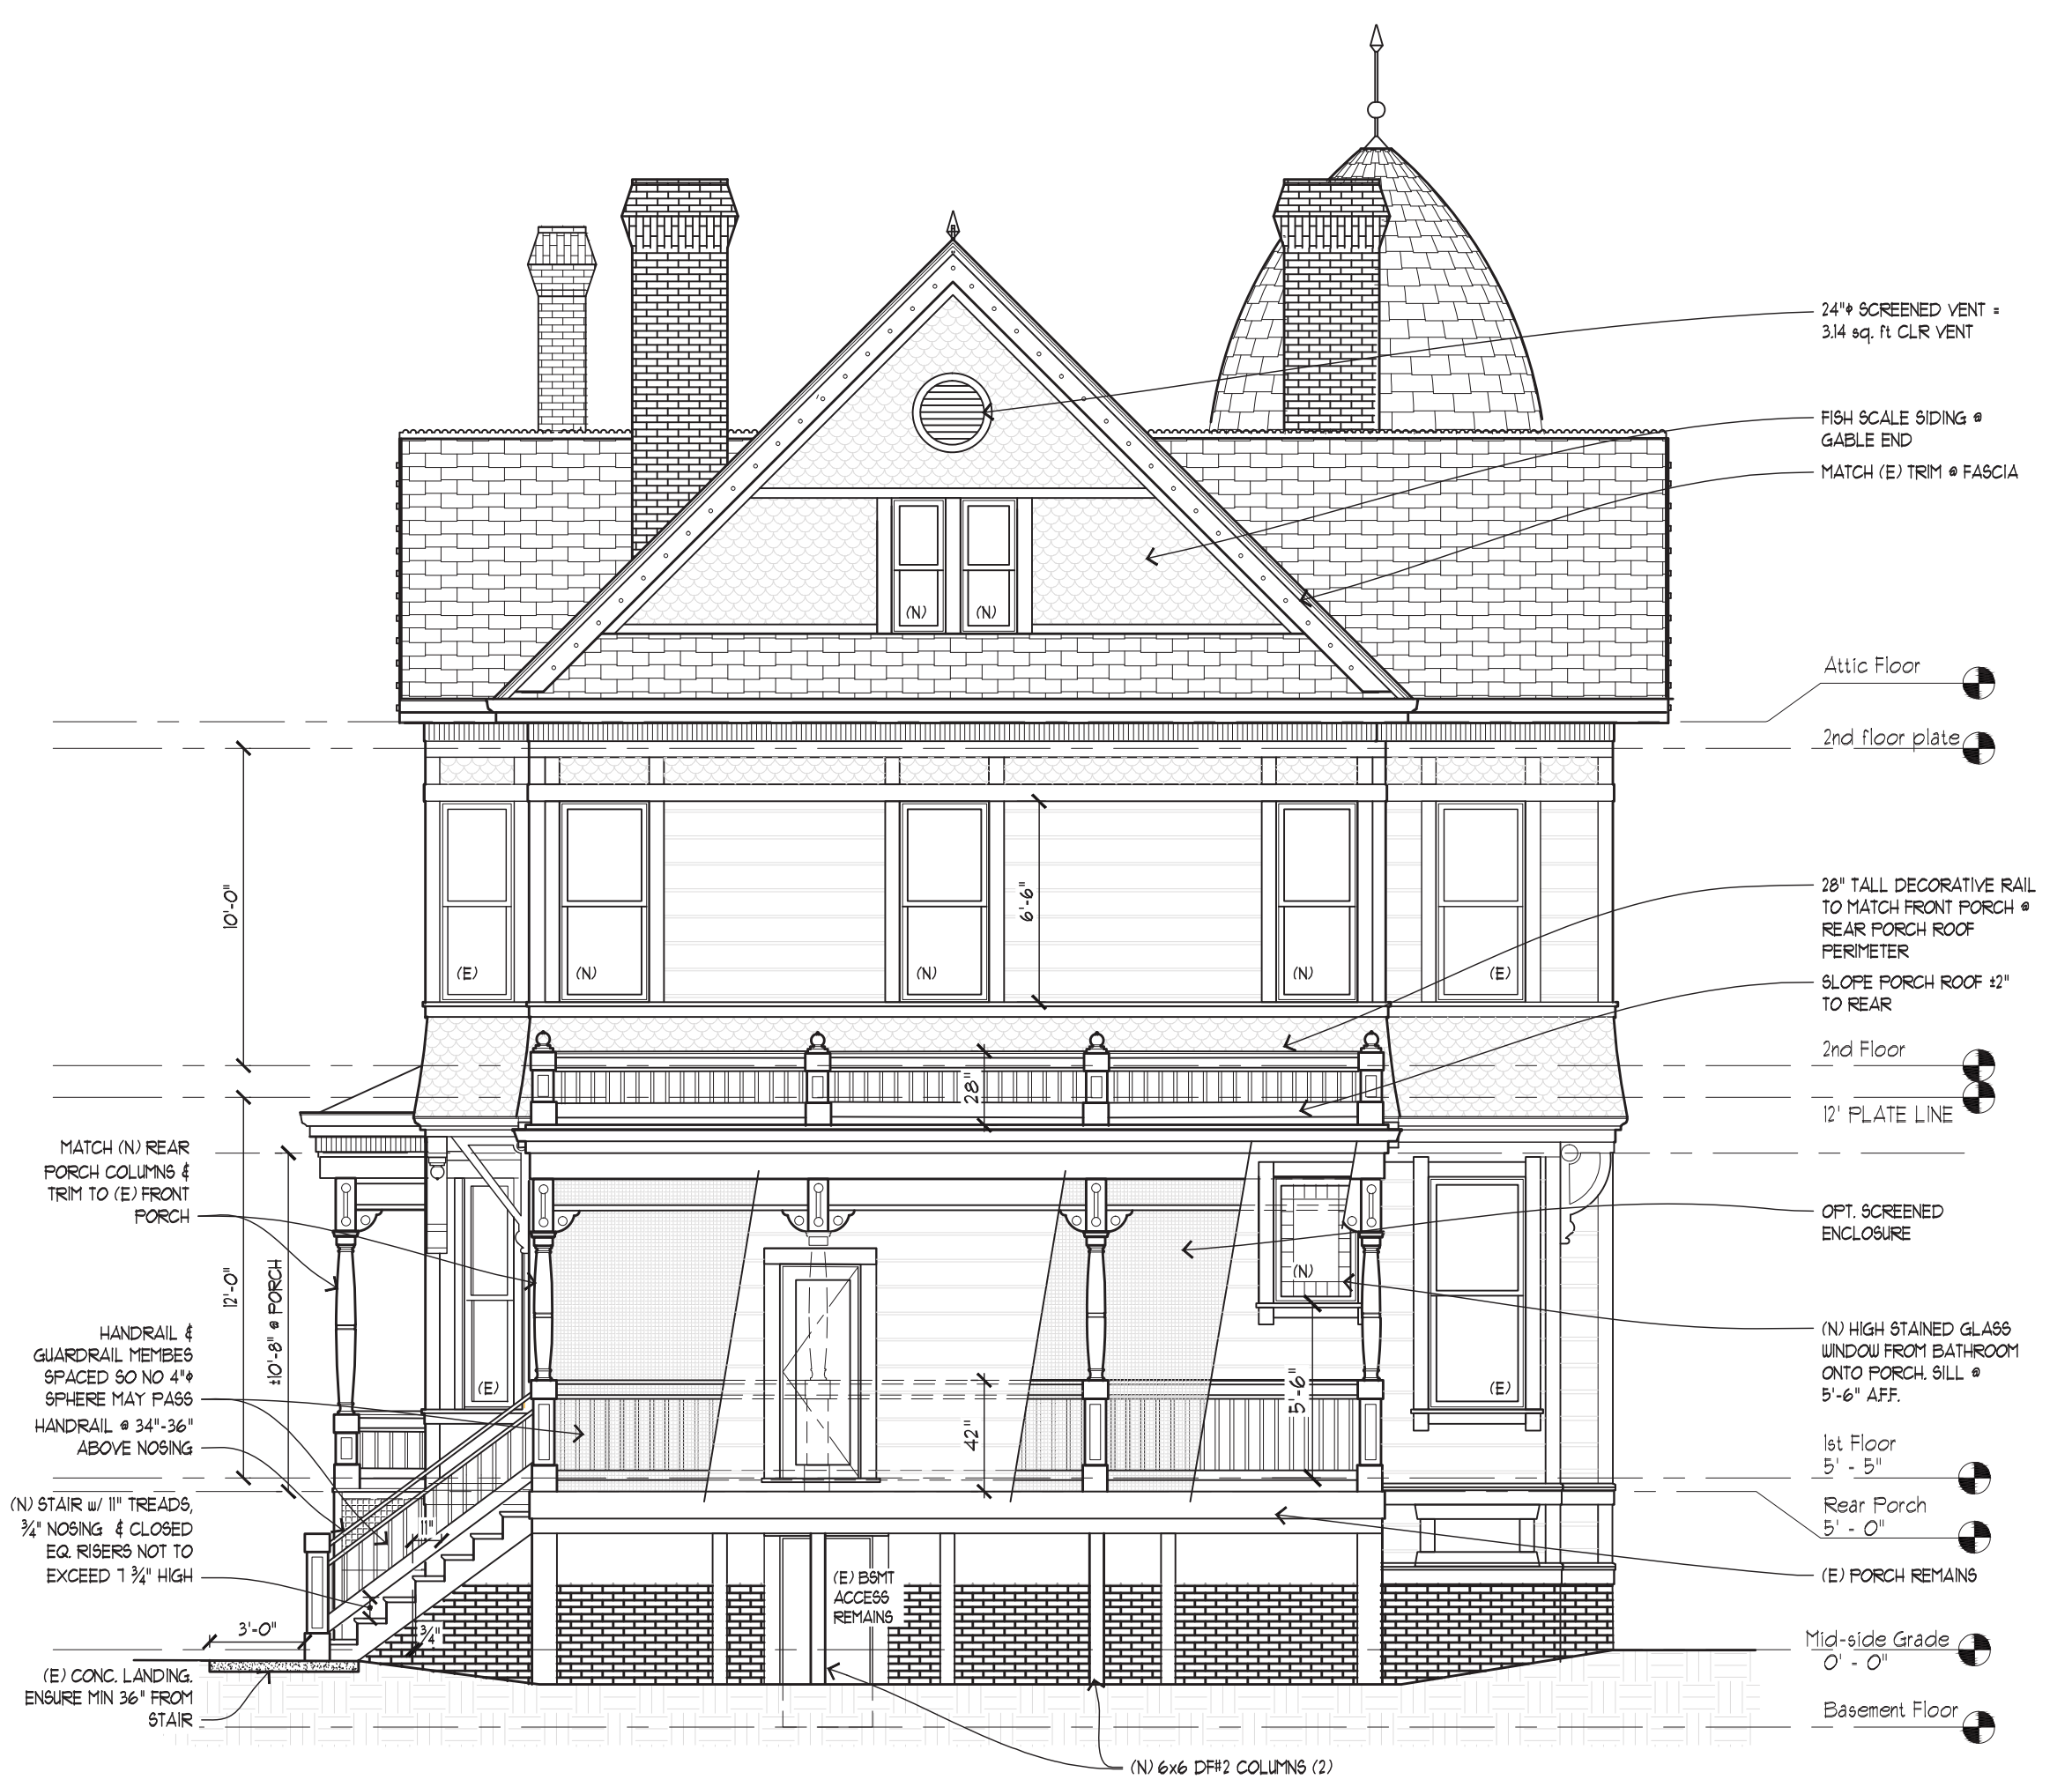 24"ϕ SCREENED VENT =
3.14 sq. ft CLR VENT
FISH SCALE SIDING @
GABLE END
MATCH (E) TRIM @ FASCIA
(N)
(N)
Attic Floor
2nd floor plate
10'-0"
6'-6"
(E)
(N)
(N)
(N)
(E)
28" TALL DECORATIVE RAIL
TO MATCH FRONT PORCH @
REAR PORCH ROOF
PERIMETER
SLOPE PORCH ROOF ±2"
TO REAR
2nd Floor
12' PLATE LINE
28"
MATCH (N) REAR
PORCH COLUMNS &
TRIM TO (E) FRONT
PORCH
OPT. SCREENED
ENCLOSURE
(N)
12'-0"
±10'-8" @ PORCH
HANDRAIL &
GUARDRAIL MEMBES
SPACED SO NO 4"ϕ
SPHERE MAY PASS
HANDRAIL @ 34"-36"
ABOVE NOSING
(E)
(E)
5'-6"
42"
(N) HIGH STAINED GLASS
WINDOW FROM BATHROOM
ONTO PORCH. SILL @
5'-6" A.F.F.
1st Floor
5' - 5"
Rear Porch
5' - 0"
(N) STAIR w/ 11" TREADS,
¾" NOSING & CLOSED
EQ. RISERS NOT TO
EXCEED 7 ¾" HIGH
11"
(E) BSMT
ACCESS
REMAINS
(E) PORCH REMAINS
3'-0"
¾"
Mid-side Grade
0' - 0"
(E) CONC. LANDING.
ENSURE MIN 36" FROM
STAIR
Basement Floor
(N) 6x6 DF#2 COLUMNS (2)